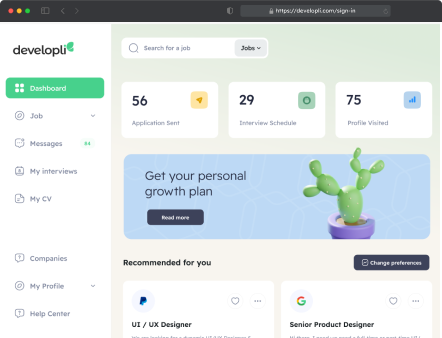 https://developli.com/sign-in
developli
Search for a job
Jobs
Dashboard
Job
Messages
84
My interviews
My CV
Companies
My Profile
Help Center
56
Application Sent
29
Interview Schedule
75
Profile Visited
Get your personal
growth plan
Read more
Recommended for you
Change preferences
UI / UX Designer
Senior Product Designer